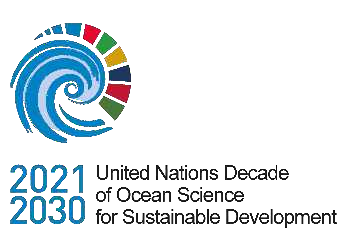 2021
2030
United Nations Decade
of Ocean Science
for Sustainable Development